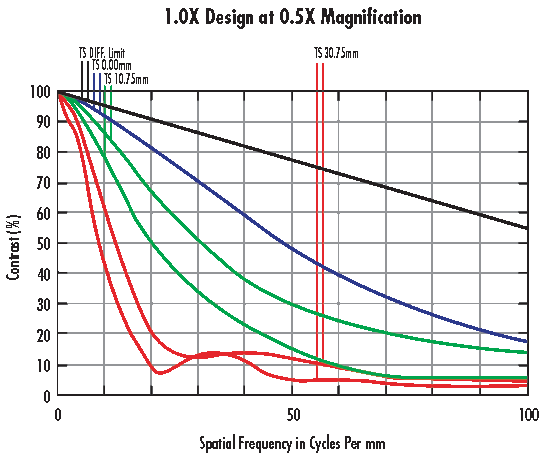 1.0X Design at 0.5X Magnification
TS DIFF. Limit
TS 0.00mm
TS 10.75mm
TS 30.75mm
100
90
80
70
60
50
40
30
20
10
0
Contrast (%)
0
50
100
Spatial Frequency in Cycles Per mm